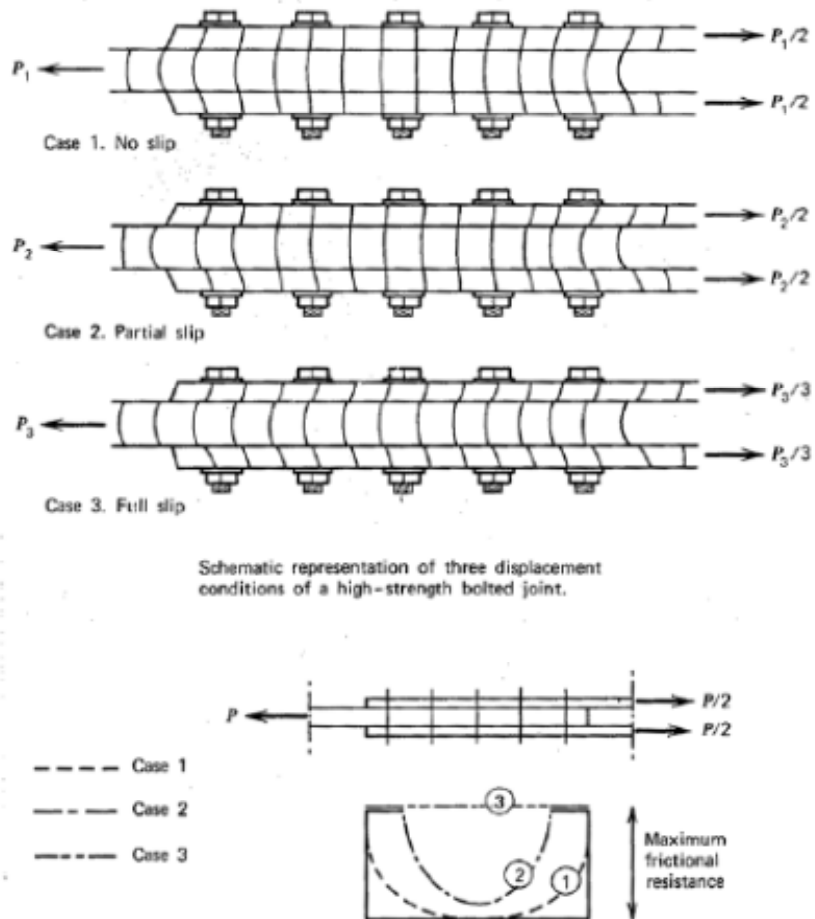 P₁
P₁/2
P₁/2
Case 1. No slip
P₂
P₂/2
P₂/2
Case 2. Partial slip
P₃
P₃/3
P₃/3
Case 3. Full slip
Schematic representation of three displacement
conditions of a high-strength bolted joint.
P
P/2
P/2
Case 1
Case 2
Case 3
3
2
1
Maximum
frictional
resistance